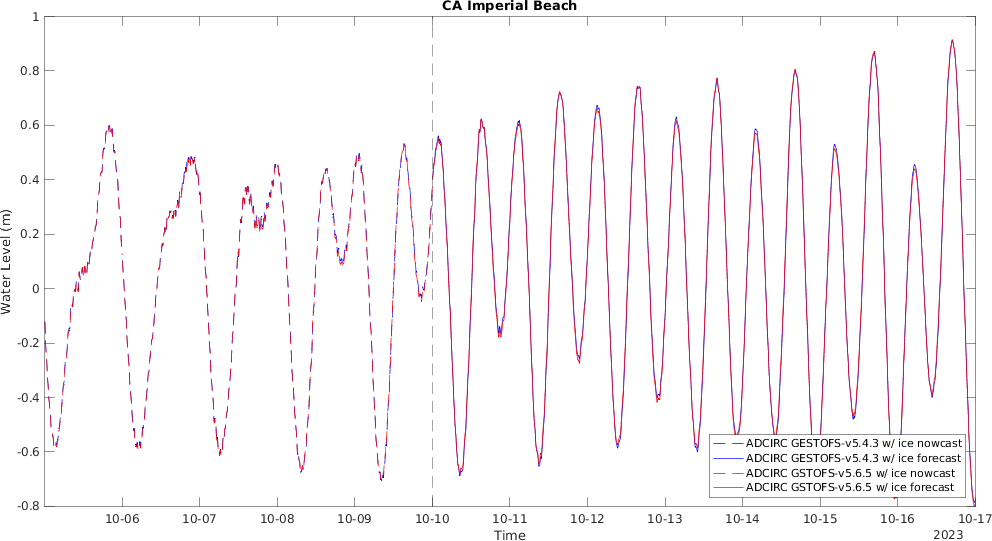 CA Imperial Beach
Water Level (m)
1
0.8
0.6
0.4
0.2
0
-0.2
-0.4
-0.6
-0.8
ADCIRC GESTOFS-v5.4.3 w/ ice nowcast
ADCIRC GESTOFS-v5.4.3 w/ ice forecast
ADCIRC GSTOFS-v5.6.5 w/ ice nowcast
ADCIRC GSTOFS-v5.6.5 w/ ice forecast
10-06 10-07 10-08 10-09 10-10 10-11 10-12 10-13 10-14 10-15 10-16 10-17
Time
2023